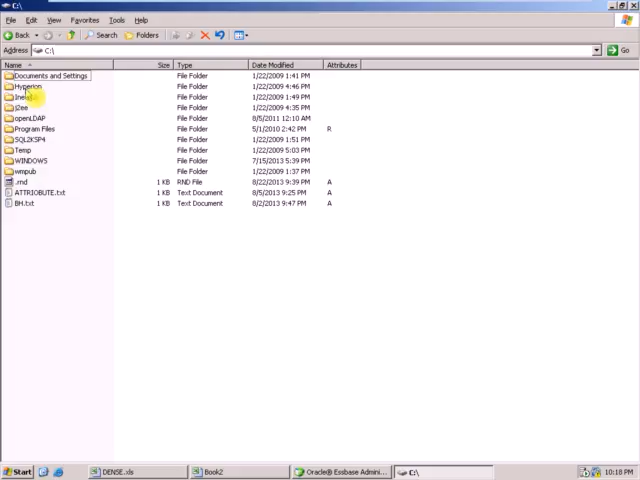 C:\
File Edit View Favorites Tools Help
Back Search Folders
Address C:\ Go
Name Size Type Date Modified Attributes
Documents and Settings File Folder 1/22/2009 1:41 PM
Hyperion File Folder 1/22/2009 4:46 PM
File Folder 1/22/2009 1:49 PM
j2ee File Folder 1/22/2009 4:35 PM
openLDAP File Folder 8/5/2011 12:10 AM
Program Files File Folder 5/1/2010 2:42 PM R
SQL2KSP4 File Folder 1/22/2009 1:51 PM
Temp File Folder 1/22/2009 5:03 PM
WINDOWS File Folder 7/15/2013 5:39 PM
wmpub File Folder 1/22/2009 1:37 PM
.rnd 1 KB RND File 8/22/2013 9:39 PM A
ATTRIOBUTE.txt 1 KB Text Document 8/5/2013 9:25 PM A
BH.txt 1 KB Text Document 8/2/2013 9:47 PM A
Start DENSE.xls Book2 Oracle® Essbase Admini... C:\ 10:18 PM